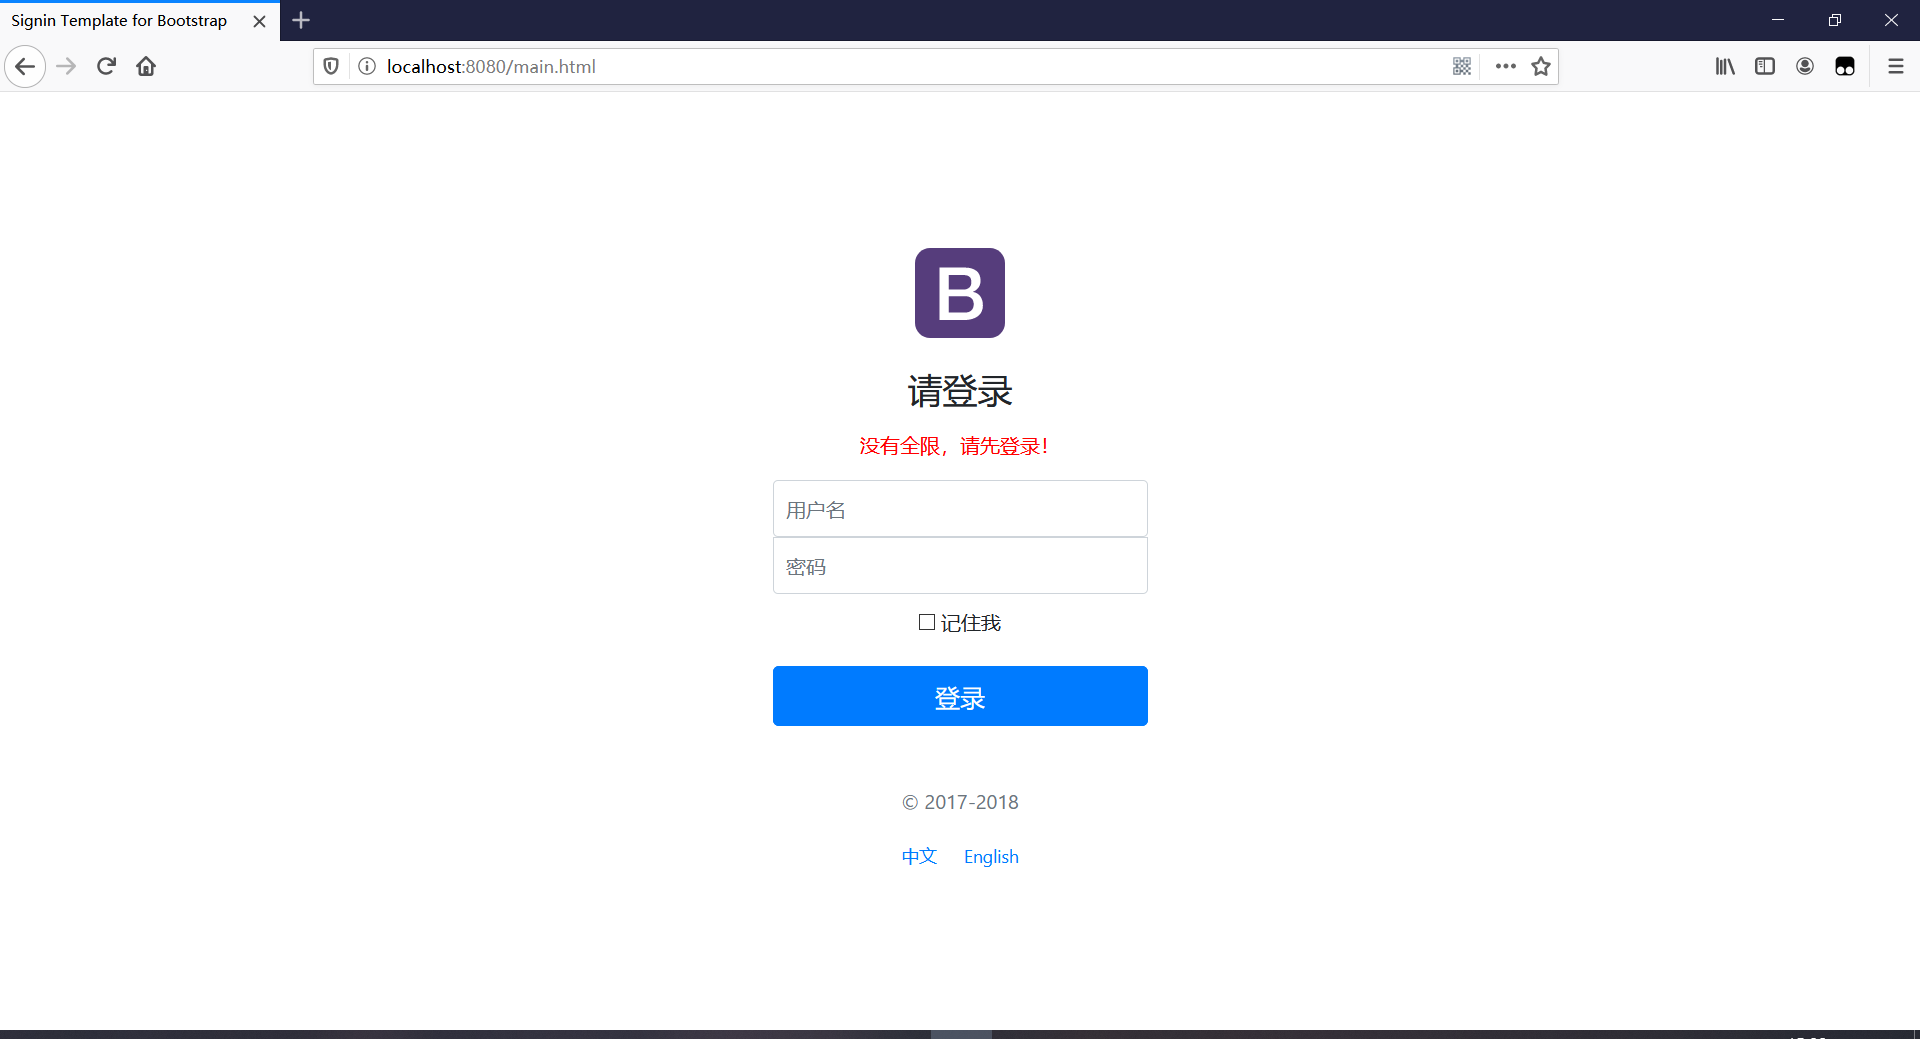 Signin Template for Bootstrap
localhost:8080/main.html
B
请登录
没有全限，请先登录！
用户名
密码
记住我
登录
© 2017-2018
中文 English